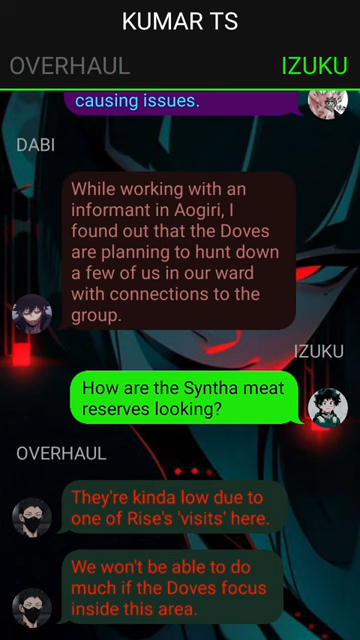 KUMAR TS
OVERHAUL
IZUKU
causing issues.
DABI
While working with an
informant in Aogiri, I
found out that the Doves
are planning to hunt down
a few of us in our ward
with connections to the
group.
IZUKU
How are the Syntha meat
reserves looking?
OVERHAUL
They're kinda low due to
one of Rise's 'visits' here.
We won't be able to do
much if the Doves focus
inside this area.